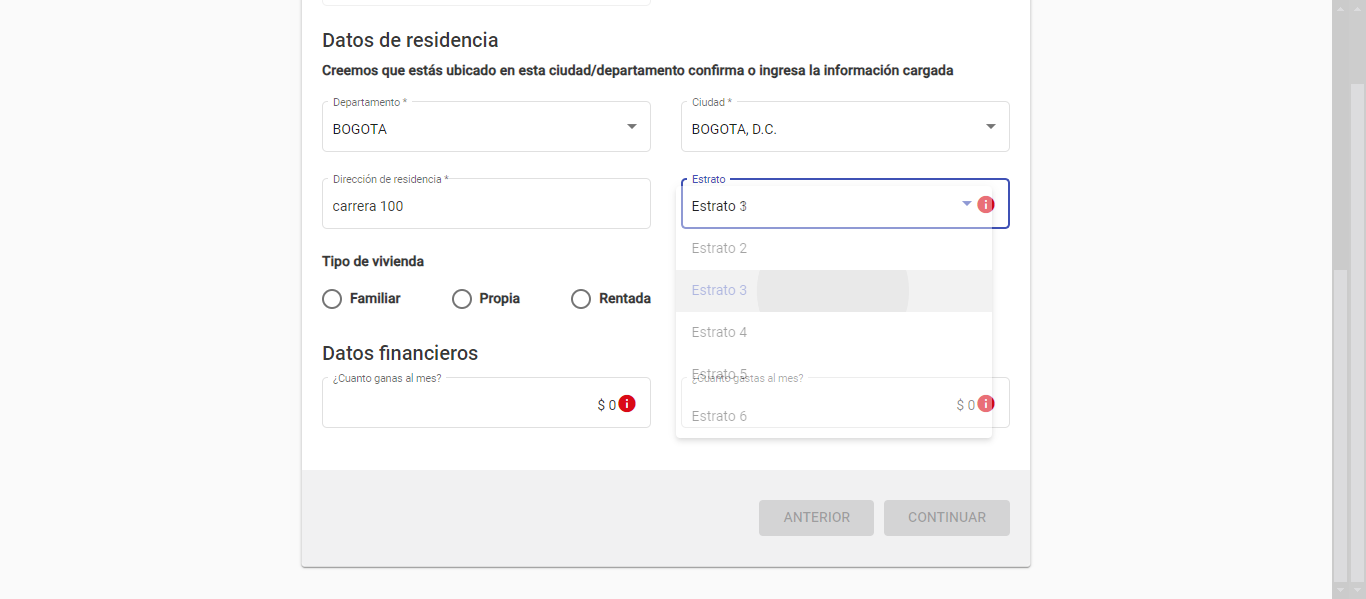 Datos de residencia
Creemos que estás ubicado en esta ciudad/departamento confirma o ingresa la información cargada
Departamento *
BOGOTA
Ciudad *
BOGOTA, D.C.
Dirección de residencia *
carrera 100
Estrato
Estrato 3
Estrato 2
Estrato 3
Estrato 4
Estrato 5
Estrato 6
Tipo de vivienda
Familiar
Propia
Rentada
Datos financieros
¿Cuanto ganas al mes?
$ 0
¿Cuanto gastas al mes?
$ 0
ANTERIOR
CONTINUAR